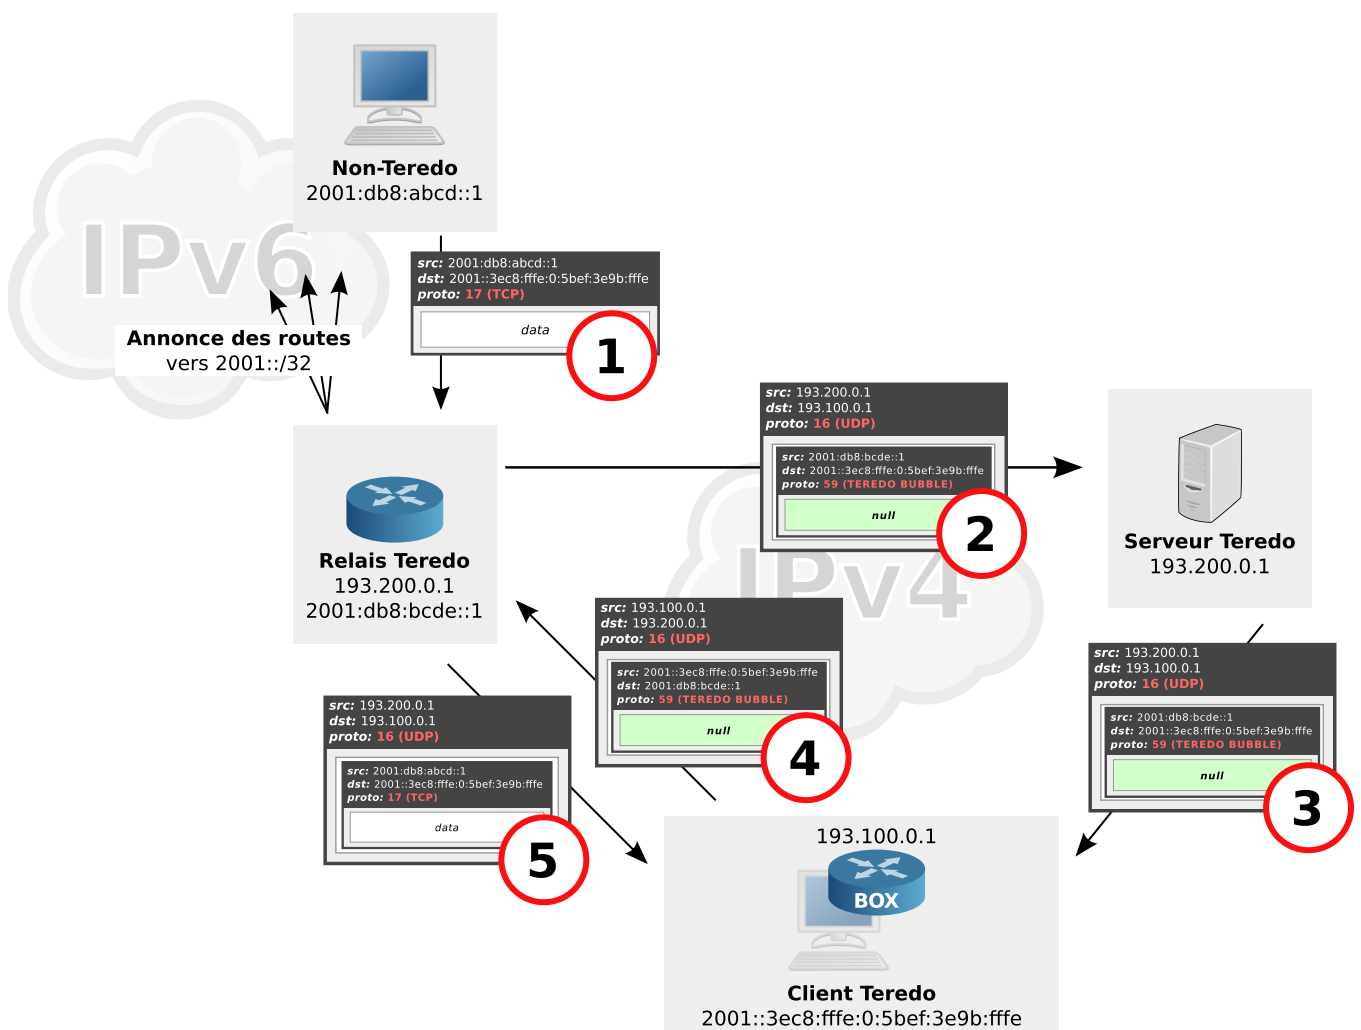 Non-Teredo
2001:db8:abcd::1
IPv6
src: 2001:db8:abcd::1
dst: 2001::3ec8:fffe:0:5bef:3e9b:fffe
proto: 17 (TCP)
data
1
Annonce des routes
vers 2001::/32
Relais Teredo
193.200.0.1
2001:db8:bcde::1
src: 193.200.0.1
dst: 193.100.0.1
proto: 16 (UDP)
src: 2001:db8:bcde::1
dst: 2001::3ec8:fffe:0:5bef:3e9b:fffe
proto: 59 (TEREDO BUBBLE)
null
2
Serveur Teredo
193.200.0.1
IPv4
src: 193.200.0.1
dst: 193.100.0.1
proto: 16 (UDP)
src: 2001:db8:bcde::1
dst: 2001::3ec8:fffe:0:5bef:3e9b:fffe
proto: 59 (TEREDO BUBBLE)
null
3
src: 193.100.0.1
dst: 193.200.0.1
proto: 16 (UDP)
src: 2001::3ec8:fffe:0:5bef:3e9b:fffe
dst: 2001:db8:bcde::1
proto: 59 (TEREDO BUBBLE)
null
4
src: 193.200.0.1
dst: 193.100.0.1
proto: 16 (UDP)
src: 2001:db8:abcd::1
dst: 2001::3ec8:fffe:0:5bef:3e9b:fffe
proto: 17 (TCP)
data
5
193.100.0.1
BOX
Client Teredo
2001::3ec8:fffe:0:5bef:3e9b:fffe